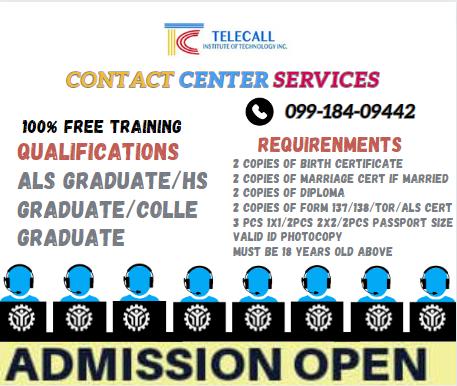 TELECALL
INSTITUTE OF TECHNOLOGY INC.
CONTACT CENTER SERVICES
099-184-09442
100% FREE TRAINING
QUALIFICATIONS
ALS GRADUATE/HS
GRADUATE/COLLE
GRADUATE
REQUIRENMENTS
2 COPIES OF BIRTH CERTIFICATE
2 COPIES OF MARRIAGE CERT IF MARRIED
2 COPIES OF DIPLOMA
2 COPIES OF FORM 137/138/TOR/ALS CERT
3 PCS 1X1/2PCS 2X2/2PCS PASSPORT SIZE
VALID ID PHOTOCOPY
MUST BE 18 YEARS OLD ABOVE
ADMISSION OPEN